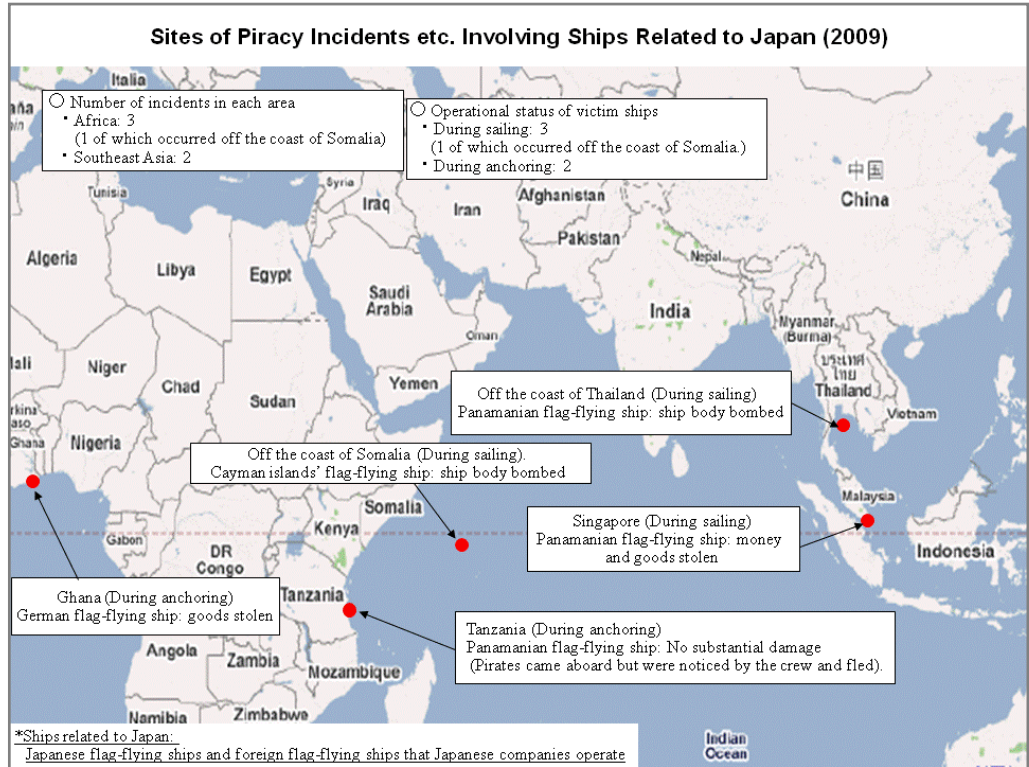 Sites of Piracy Incidents etc. Involving Ships Related to Japan (2009)
Italia
○ Number of incidents in each area
・Africa: 3
(1 of which occurred off the coast of Somalia)
・Southeast Asia: 2
○ Operational status of victim ships
・During sailing: 3
(1 of which occurred off the coast of Somalia.)
・During anchoring: 2
Tunisia
Syria
Iraq
Iran
Afghanistan
Pakistan
中国
China
Nepal
Algeria
Libya
Egypt
Saudi
Arabia
Oman
India
Myanmar
(Burma)
ประเทศ
ไทย
Thailand
Vietnam
Niger
Chad
Sudan
Yemen
Nigeria
Ghana
Off the coast of Thailand (During sailing)
Panamanian flag-flying ship: ship body bombed
Off the coast of Somalia (During sailing).
Cayman islands' flag-flying ship: ship body bombed
Somalia
Malaysia
Gabon
Kenya
DR
Congo
Singapore (During sailing)
Panamanian flag-flying ship: money
and goods stolen
Indonesia
Ghana (During anchoring)
German flag-flying ship: goods stolen
Tanzania
Tanzania (During anchoring)
Panamanian flag-flying ship: No substantial damage
(Pirates came aboard but were noticed by the crew and fled).
Angola
Zambia
Mozambique
Namibia
Zimbabwe
*Ships related to Japan:
Japanese flag-flying ships and foreign flag-flying ships that Japanese companies operate
Indian
Ocean